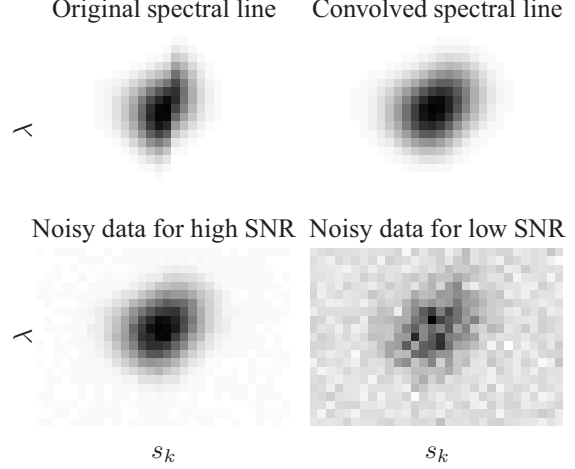 Original spectral line
Convolved spectral line
λ
Noisy data for high SNR
Noisy data for low SNR
λ
s_k
s_k